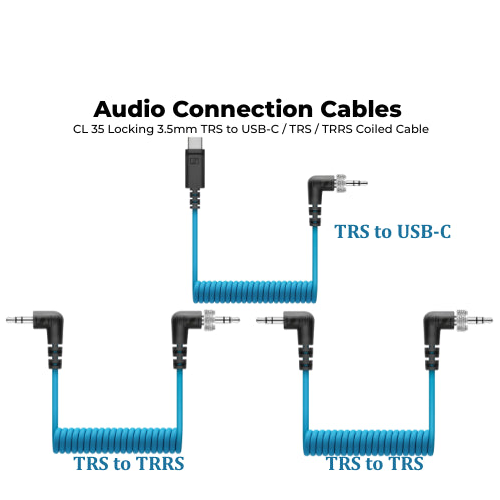 Audio Connection Cables
CL 35 Locking 3.5mm TRS to USB-C / TRS / TRRS Coiled Cable
TRS to USB-C
TRS to TRRS
TRS to TRS